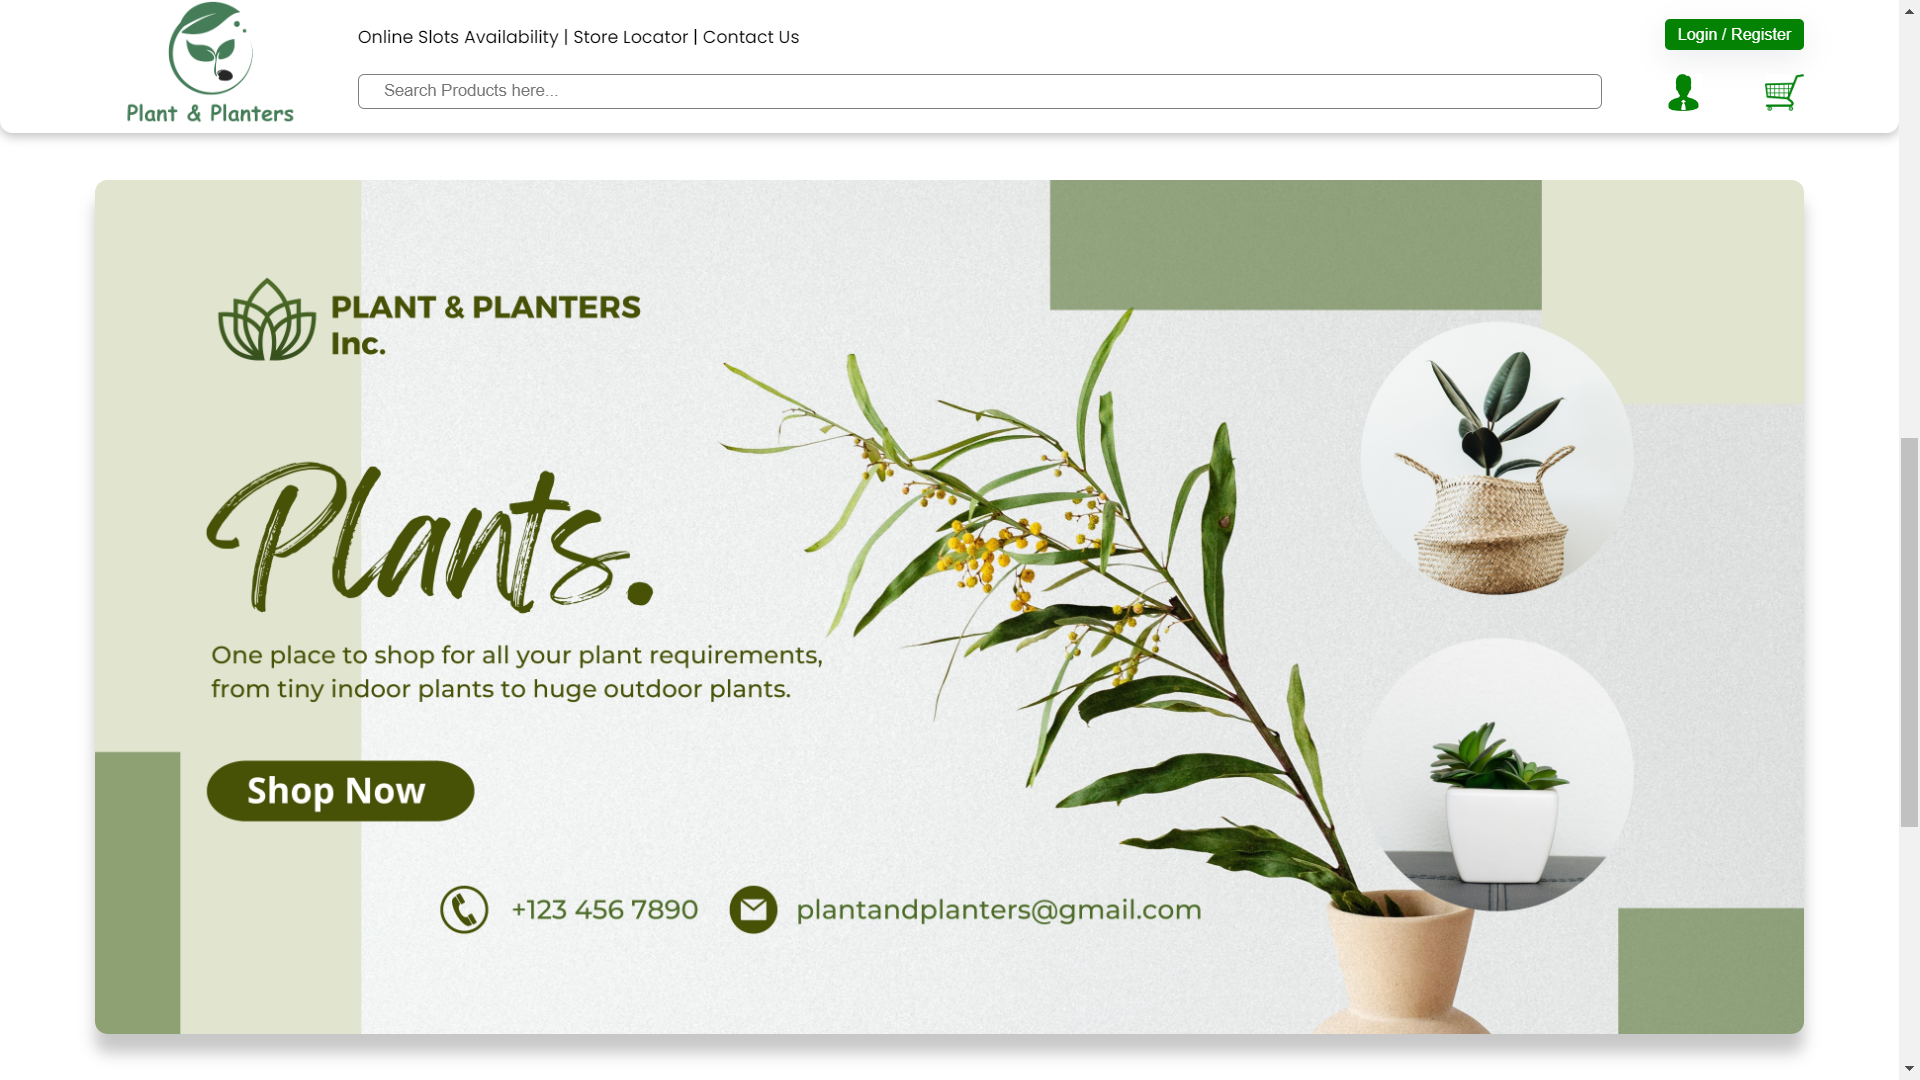 Online Slots Availability | Store Locator | Contact Us
Login / Register
Search Products here...
Plant & Planters
PLANT & PLANTERS
Inc.
Plants.
One place to shop for all your plant requirements,
from tiny indoor plants to huge outdoor plants.
Shop Now
+123 456 7890
plantandplanters@gmail.com